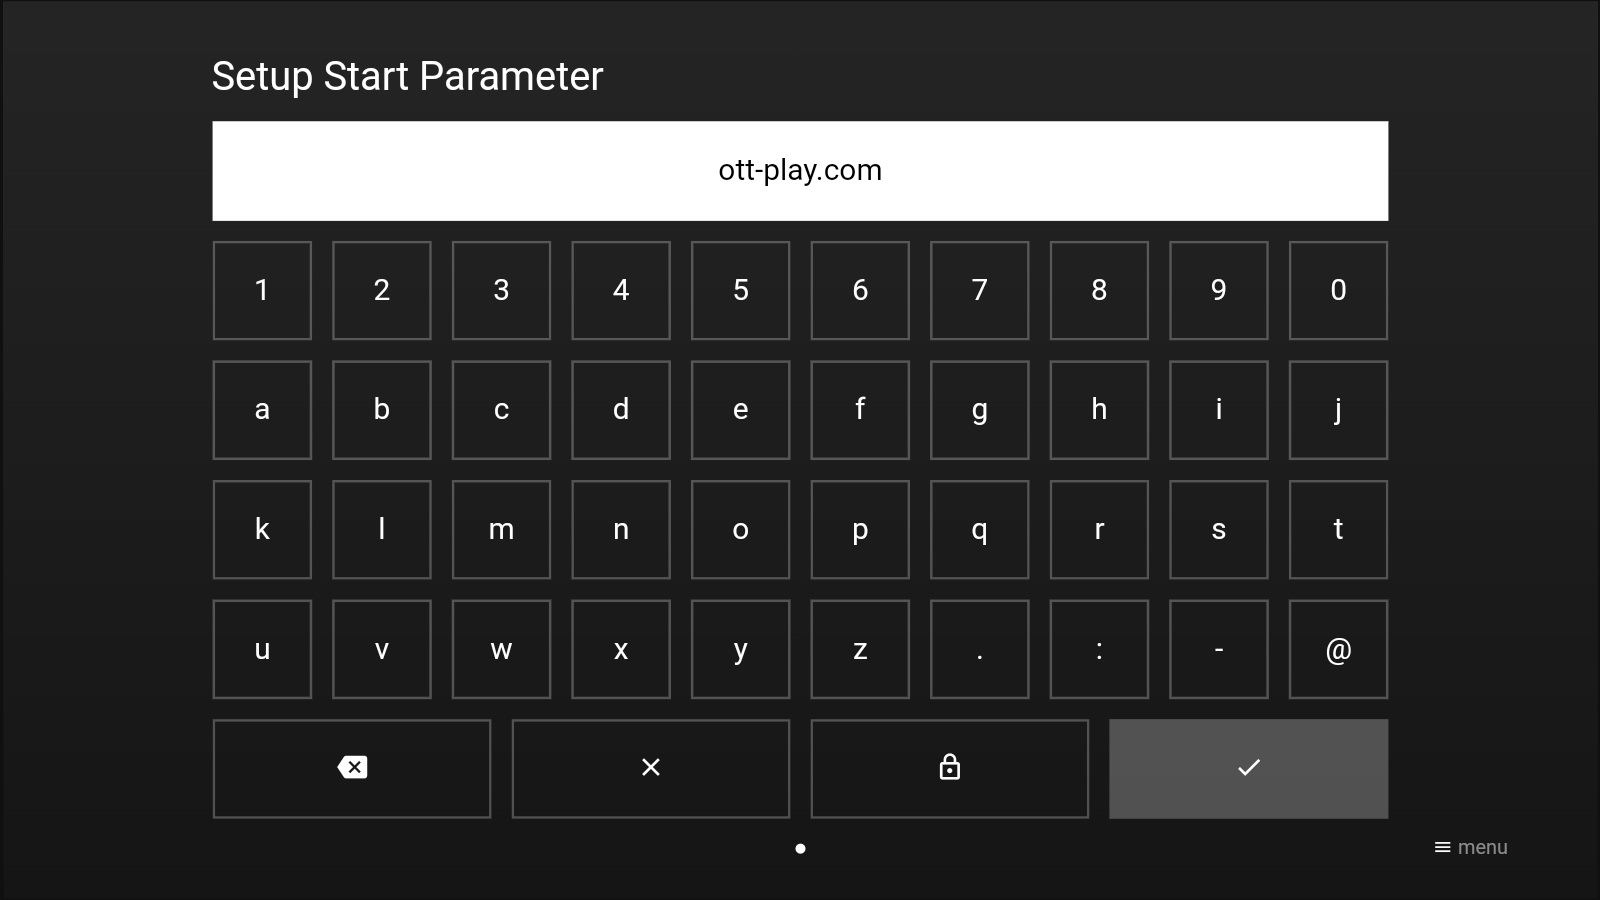 Setup Start Parameter
ott-play.com
1 2 3 4 5 6 7 8 9 0
a b c d e f g h i j
k l m n o p q r s t
u v w x y z . : - @
menu